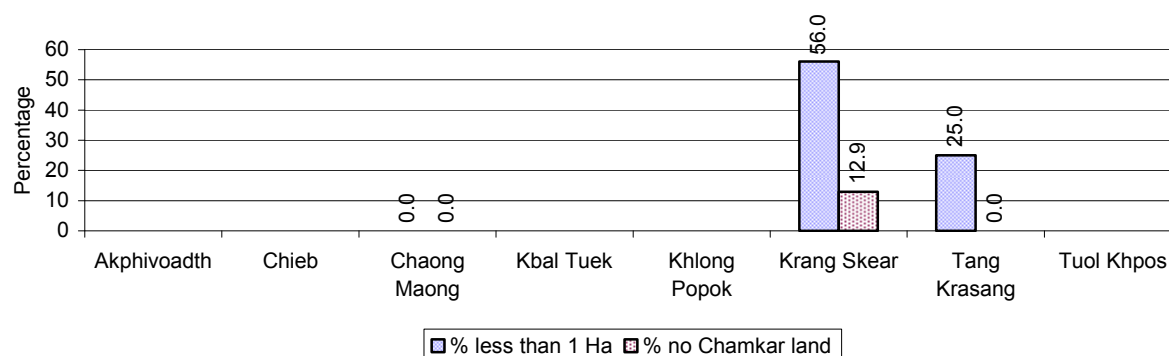 Percentage
60
50
40
30
20
10
0
0.0
0.0
56.0
12.9
25.0
0.0
Akphivoadth
Chieb
Chaong
Maong
Kbal Tuek
Khlong
Popok
Krang Skear
Tang
Krasang
Tuol Khpos
% less than 1 Ha
% no Chamkar land